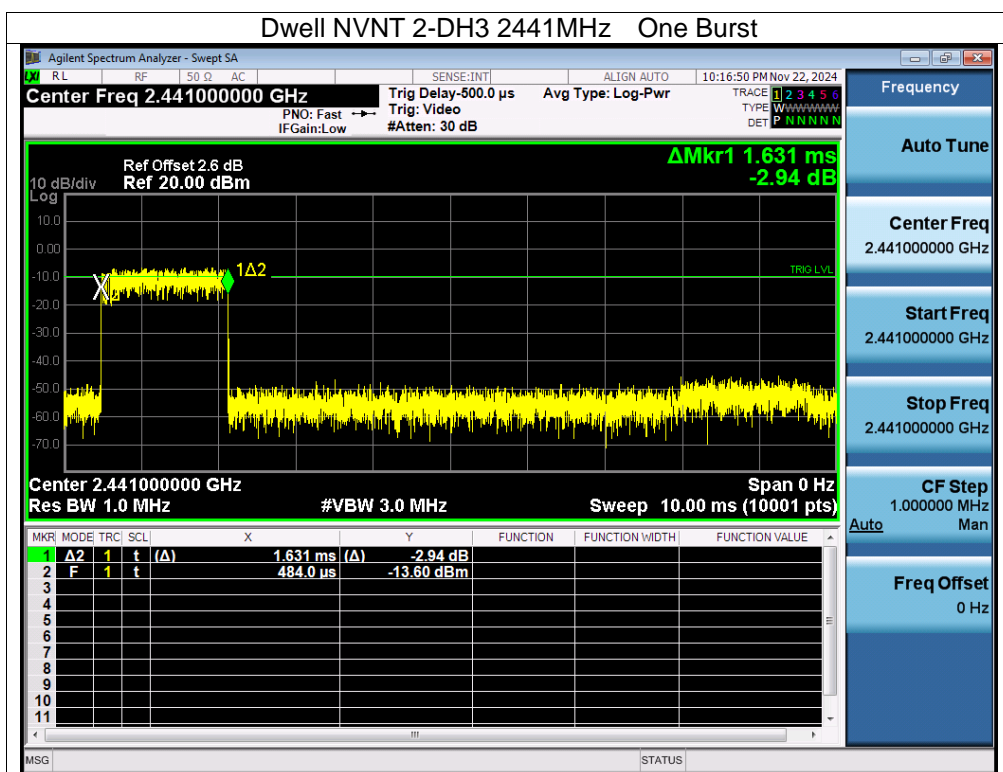 Dwell NVNT 2-DH3 2441MHz One Burst
Agilent Spectrum Analyzer - Swept SA
RL RF 50 Ω AC SENSE:INT ALIGN AUTO 10:16:50 PM Nov 22, 2024
Center Freq 2.441000000 GHz
PNO: Fast
IFGain:Low
Trig Delay-500.0 µs
Trig: Video
#Atten: 30 dB
Avg Type: Log-Pwr
TRACE 1 2 3 4 5 6
TYPE WWWWWW
DET P NNNNN
Frequency
Auto Tune
Center Freq
2.441000000 GHz
Start Freq
2.441000000 GHz
Stop Freq
2.441000000 GHz
CF Step
1.000000 MHz
Auto Man
Freq Offset
0 Hz
ΔMkr1 1.631 ms
-2.94 dB
Ref Offset 2.6 dB
10 dB/div Ref 20.00 dBm
Log
10.0
0.00
-10.0
-20.0
-30.0
-40.0
-50.0
-60.0
-70.0
1Δ2
TRIG LVL
Center 2.441000000 GHz Span 0 Hz
Res BW 1.0 MHz #VBW 3.0 MHz Sweep 10.00 ms (10001 pts)
MKR MODE TRC SCL X Y FUNCTION FUNCTION WIDTH FUNCTION VALUE
1 Δ2 1 t (Δ) 1.631 ms (Δ) -2.94 dB
2 F 1 t 484.0 µs -13.60 dBm
3
4
5
6
7
8
9
10
11
MSG STATUS